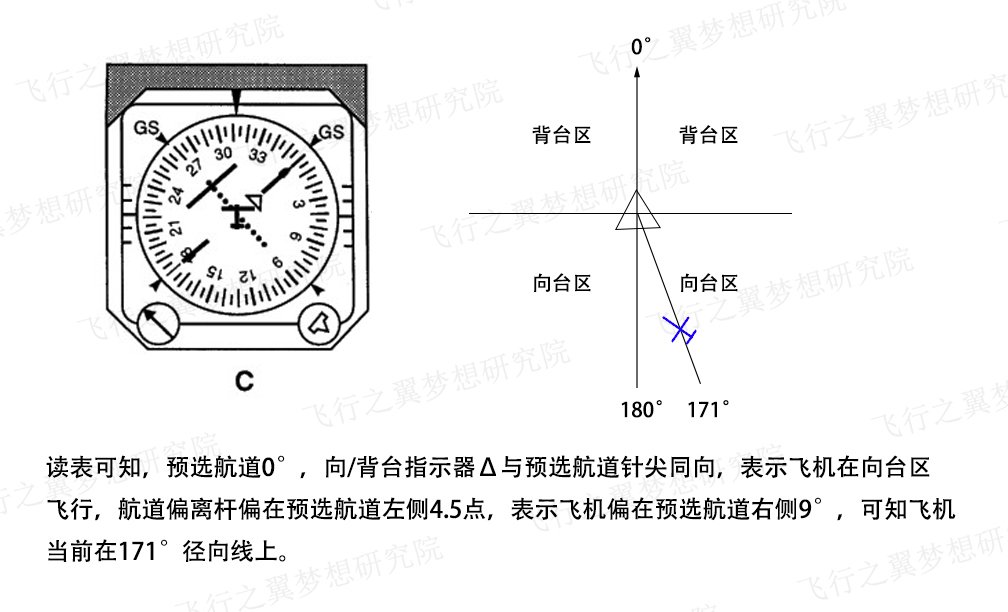 0°
背台区 背台区
GS GS
30 33
27
24 3
21 6
18 9
15 12
向台区 向台区
C
180° 171°
读表可知，预选航道0°，向/背台指示器Δ与预选航道针尖同向，表示飞机在向台区
飞行，航道偏离杆偏在预选航道左侧4.5点，表示飞机偏在预选航道右侧9°，可知飞机
当前在171°径向线上。
飞行之翼梦想研究院